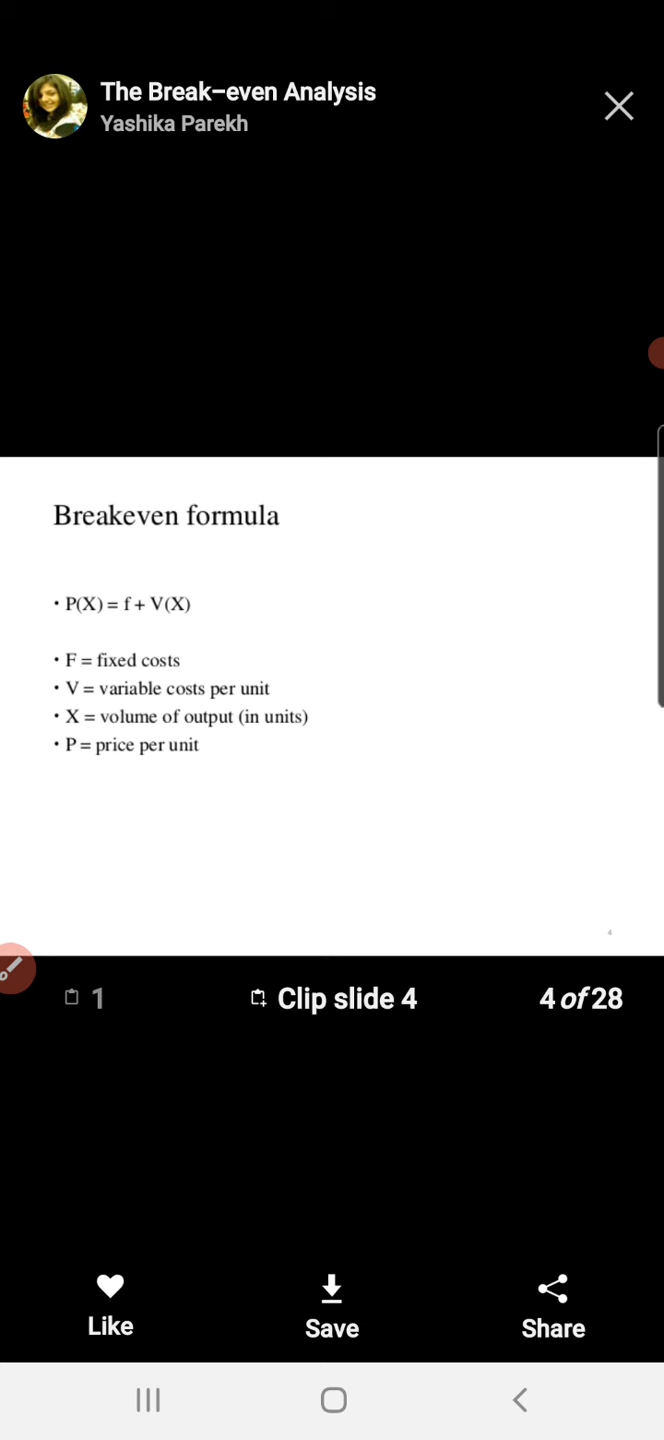 The Break-even Analysis
Yashika Parekh
Breakeven formula
• P(X) = f + V(X)
• F = fixed costs
• V = variable costs per unit
• X = volume of output (in units)
• P = price per unit
4
1
Clip slide 4
4 of 28
Like
Save
Share